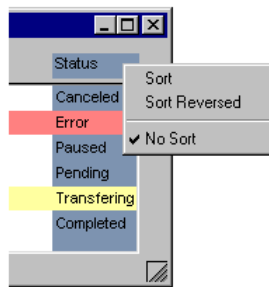 Status
Sort
Canceled
Sort Reversed
Error
No Sort
Paused
Pending
Transfering
Completed